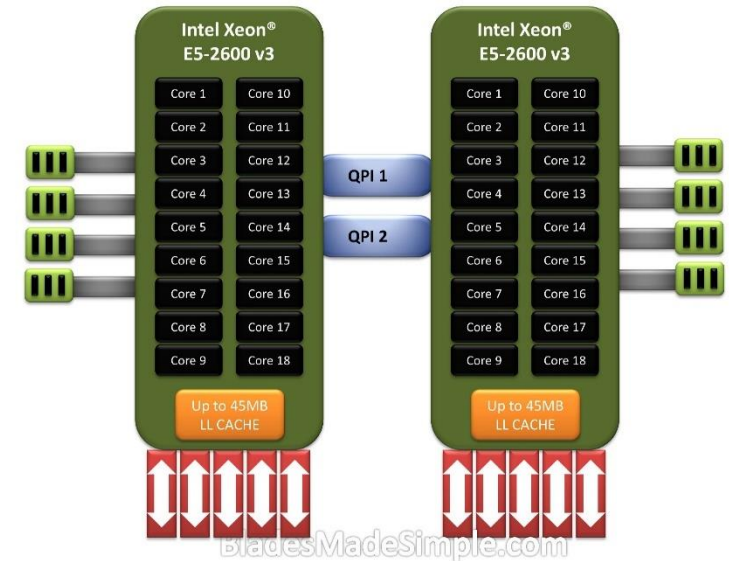 Intel Xeon®
E5-2600 v3
Core 1
Core 10
Core 2
Core 11
Core 3
Core 12
Core 4
Core 13
Core 5
Core 14
Core 6
Core 15
Core 7
Core 16
Core 8
Core 17
Core 9
Core 18
Up to 45MB
LL CACHE
QPI 1
QPI 2
Intel Xeon®
E5-2600 v3
Core 1
Core 10
Core 2
Core 11
Core 3
Core 12
Core 4
Core 13
Core 5
Core 14
Core 6
Core 15
Core 7
Core 16
Core 8
Core 17
Core 9
Core 18
Up to 45MB
LL CACHE
BladesMadeSimple.com